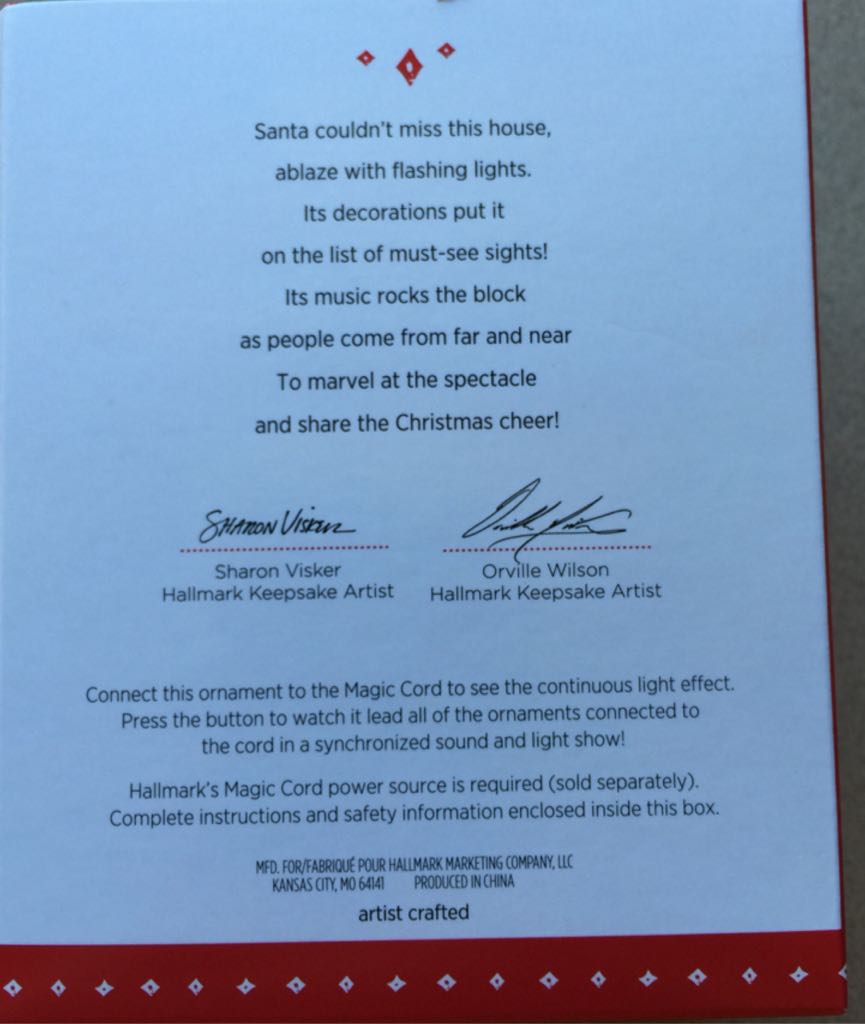 Santa couldn't miss this house,
ablaze with flashing lights.
Its decorations put it
on the list of must-see sights!
Its music rocks the block
as people come from far and near
To marvel at the spectacle
and share the Christmas cheer!
SHARON VISKER
Sharon Visker
Hallmark Keepsake Artist
Orville Wilson
Orville Wilson
Hallmark Keepsake Artist
Connect this ornament to the Magic Cord to see the continuous light effect.
Press the button to watch it lead all of the ornaments connected to
the cord in a synchronized sound and light show!
Hallmark's Magic Cord power source is required (sold separately).
Complete instructions and safety information enclosed inside this box.
MFD. FOR/FABRIQUÉ POUR HALLMARK MARKETING COMPANY, LLC
KANSAS CITY, MO 64141 PRODUCED IN CHINA
artist crafted